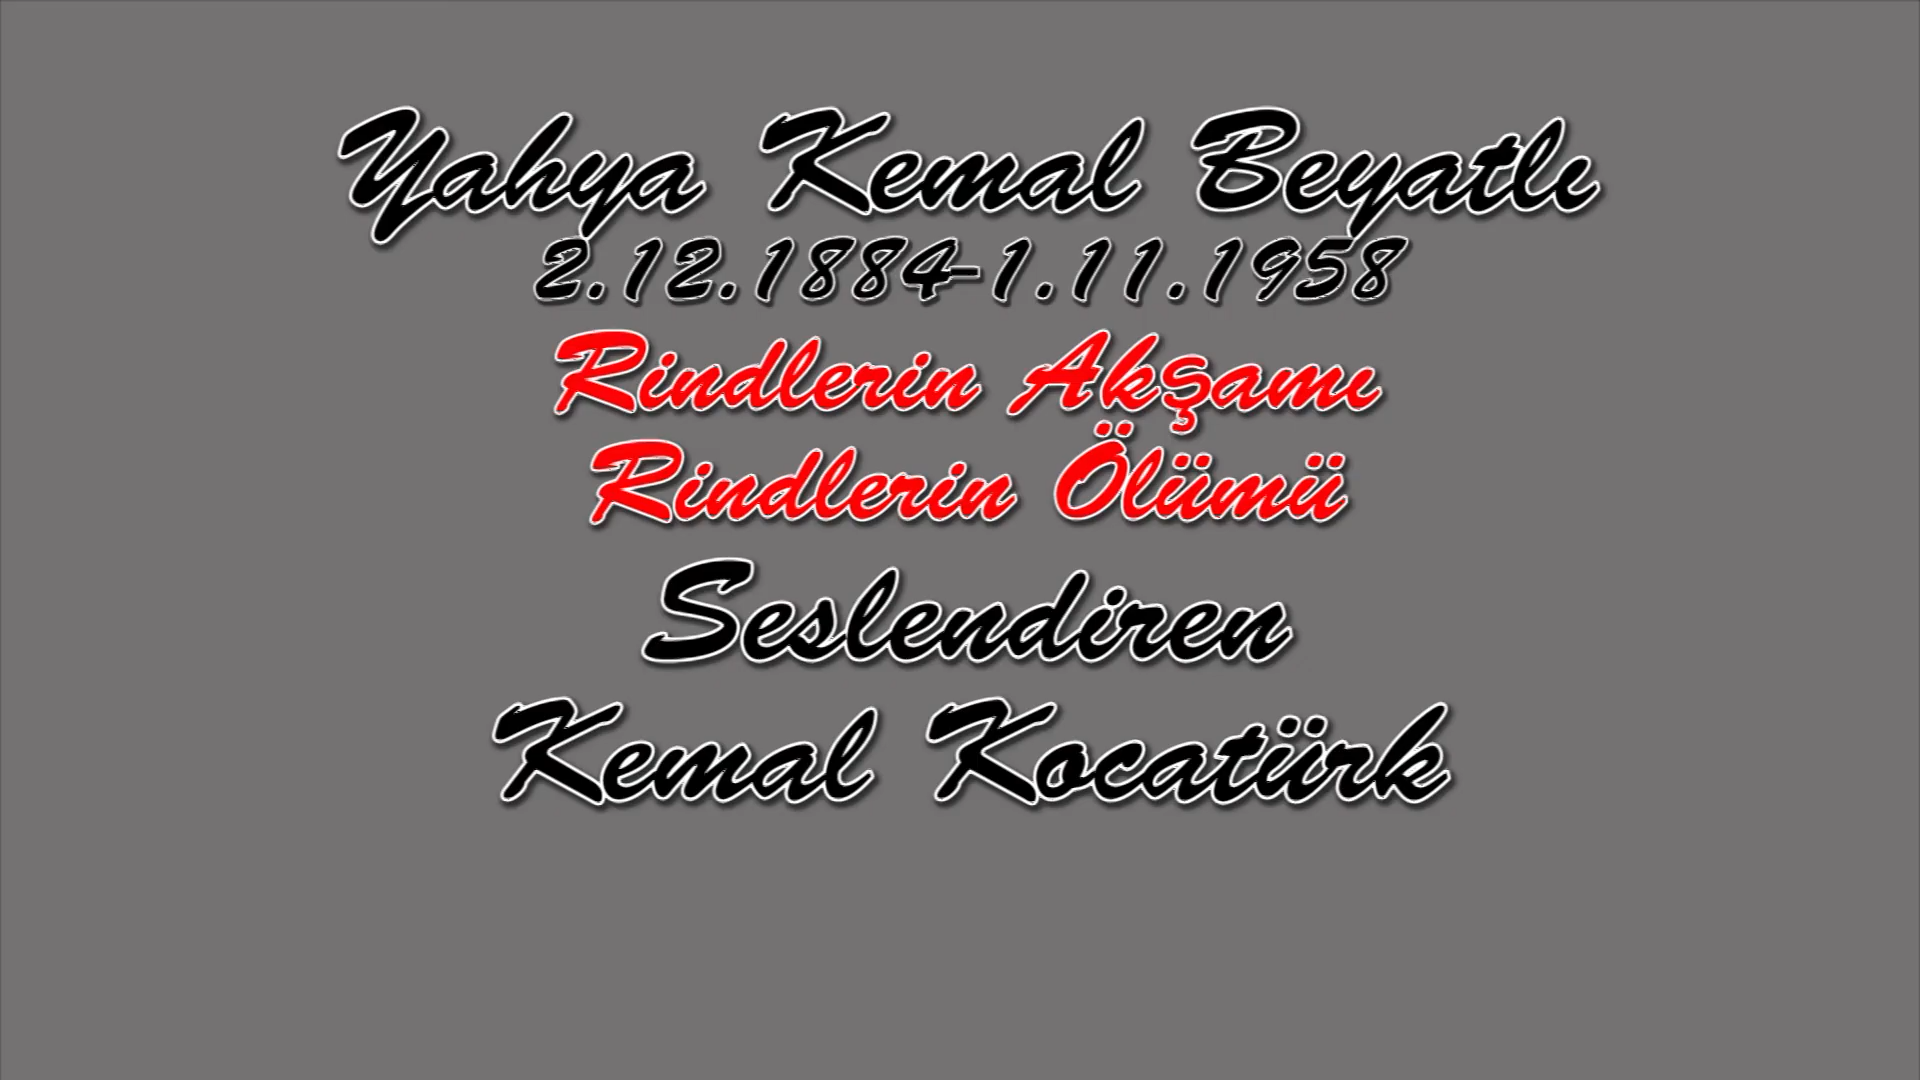 Yahya Kemal Beyatlı
2.12.1884-1.11.1958
Rindlerin Akşamı
Rindlerin Ölümü
Seslendiren
Kemal Kocatürk